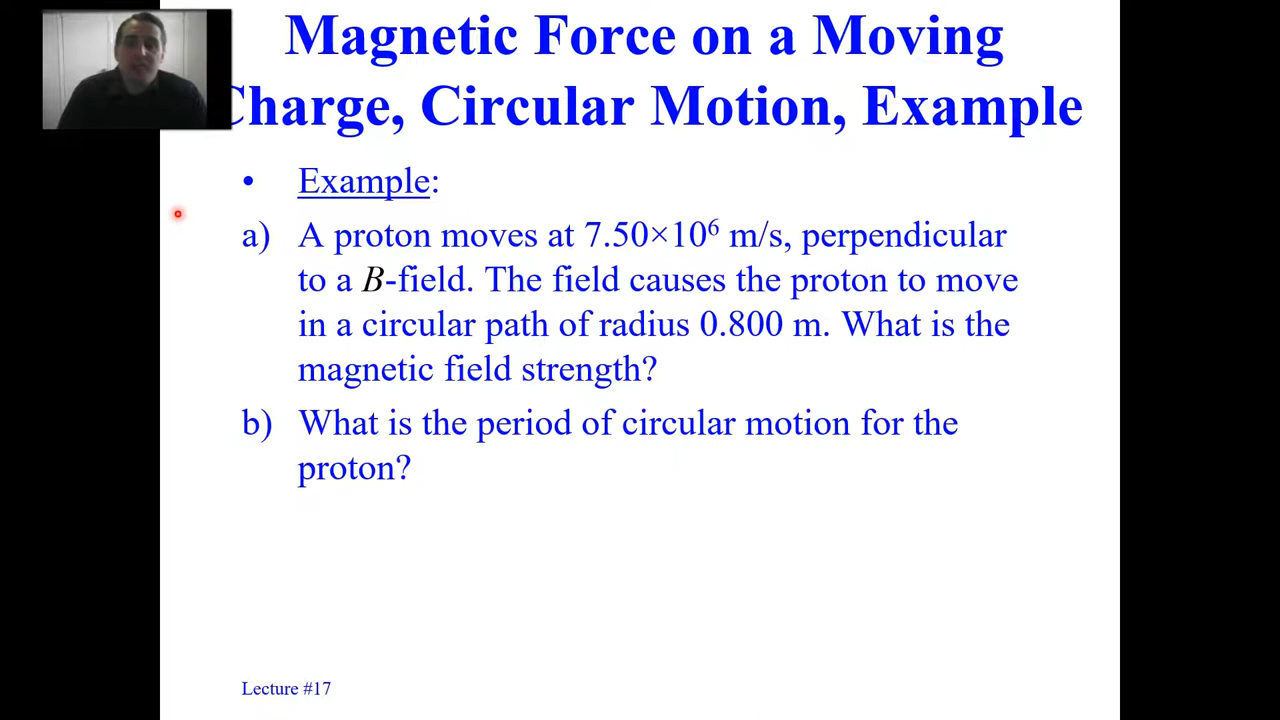 Magnetic Force on a Moving
Charge, Circular Motion, Example
• Example:
a) A proton moves at 7.50×10⁶ m/s, perpendicular
to a B-field. The field causes the proton to move
in a circular path of radius 0.800 m. What is the
magnetic field strength?
b) What is the period of circular motion for the
proton?
Lecture #17